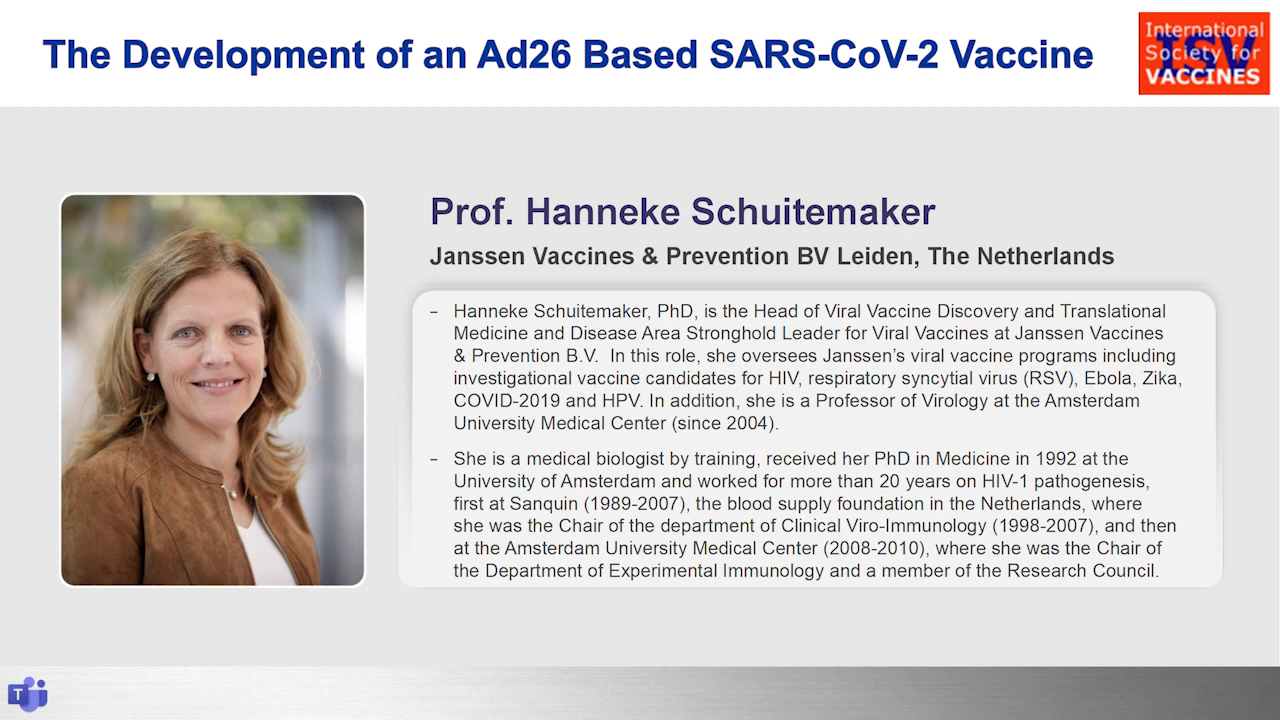 The Development of an Ad26 Based SARS-CoV-2 Vaccine
International
Society for
VACCINES
ISV
Prof. Hanneke Schuitemaker
Janssen Vaccines & Prevention BV Leiden, The Netherlands
– Hanneke Schuitemaker, PhD, is the Head of Viral Vaccine Discovery and Translational
Medicine and Disease Area Stronghold Leader for Viral Vaccines at Janssen Vaccines
& Prevention B.V. In this role, she oversees Janssen’ viral vaccine programs including
investigational vaccine candidates for HIV, respiratory syncytial virus (RSV), Ebola, Zika,
COVID-2019 and HPV. In addition, she is a Professor of Virology at the Amsterdam
University Medical Center (since 2004).
– She is a medical biologist by training, received her PhD in Medicine in 1992 at the
University of Amsterdam and worked for more than 20 years on HIV-1 pathogenesis,
first at Sanquin (1989-2007), the blood supply foundation in the Netherlands, where
she was the Chair of the department of Clinical Viro-Immunology (1998-2007), and then
at the Amsterdam University Medical Center (2008-2010), where she was the Chair of
the Department of Experimental Immunology and a member of the Research Council.
T